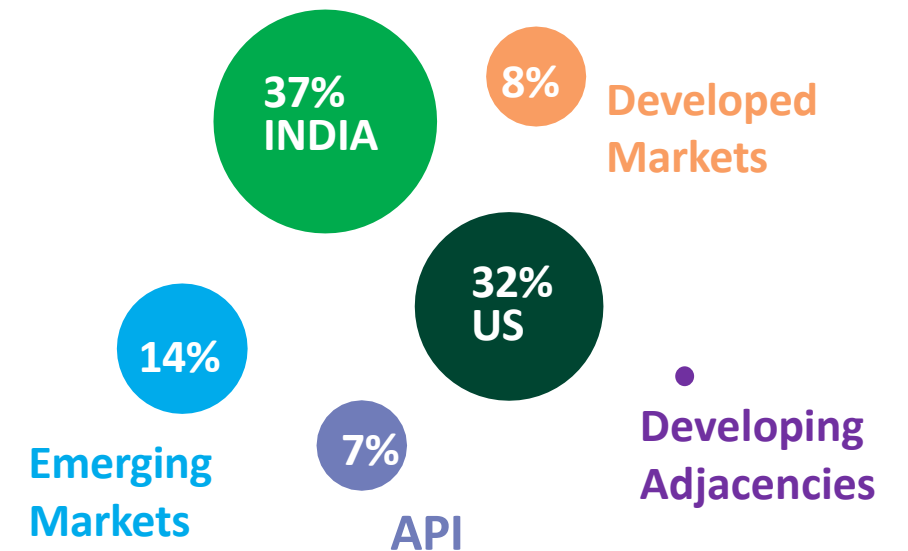 37%
INDIA
8%
Developed
Markets
32%
US
14%
Emerging
Markets
7%
API
Developing
Adjacencies